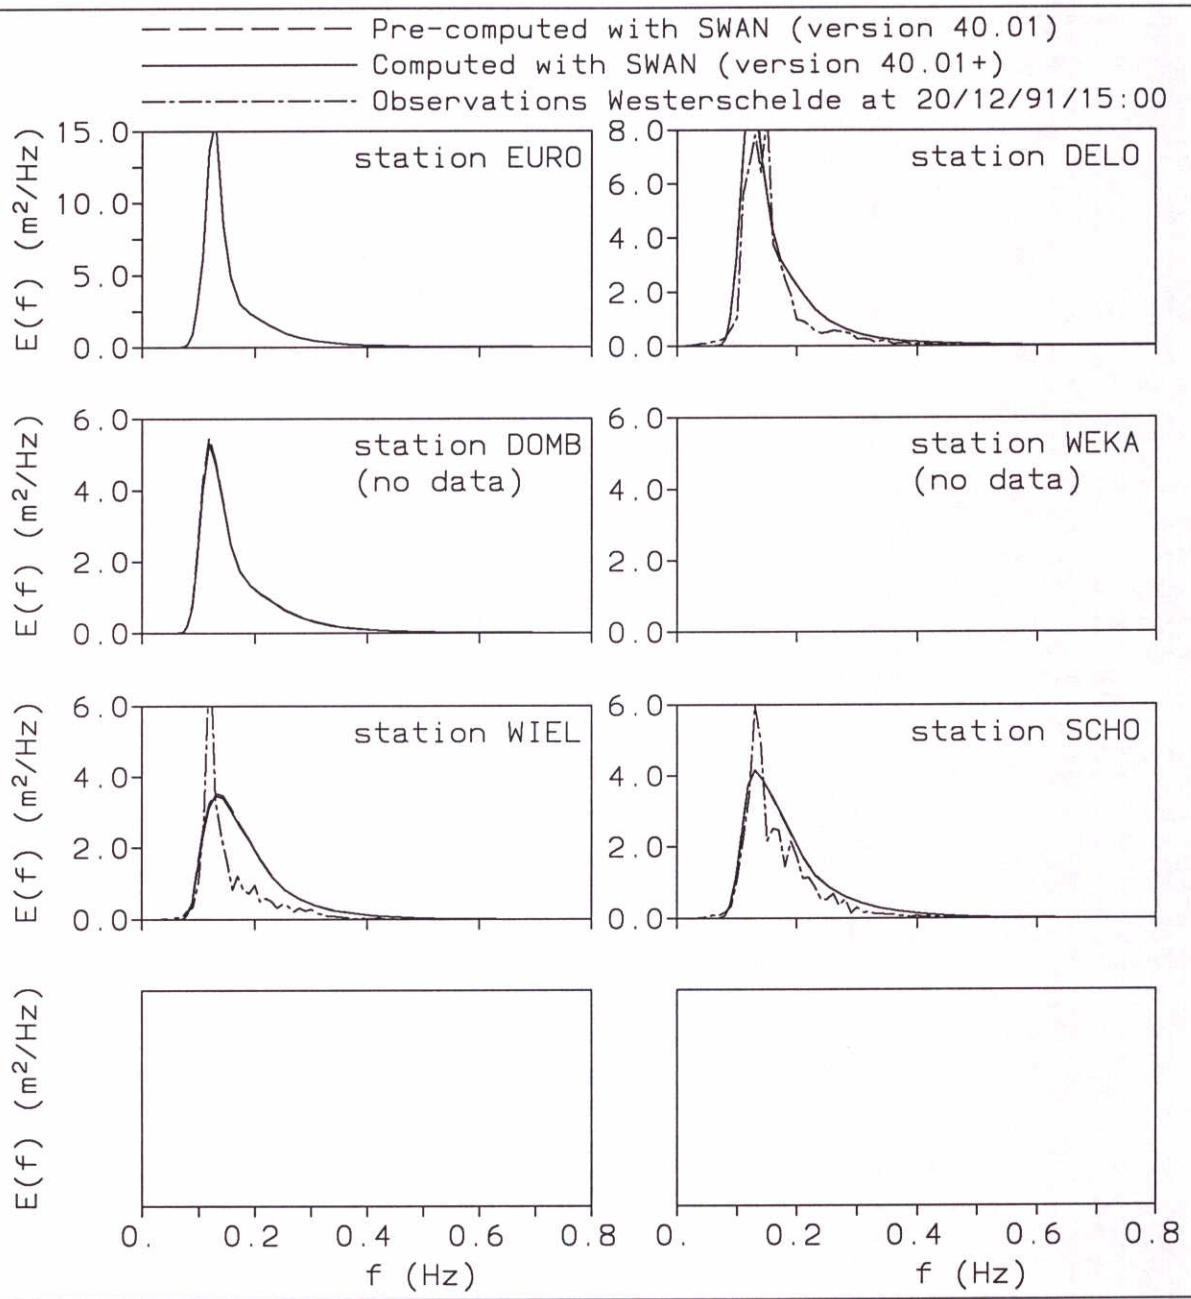 Pre-computed with SWAN (version 40.01)
Computed with SWAN (version 40.01+)
Observations Westerschelde at 20/12/91/15:00
station EURO
15.0
10.0
5.0
0.0
E(f) (m²/Hz)
station DELO
8.0
6.0
4.0
2.0
0.0
station DOMB
(no data)
6.0
4.0
2.0
0.0
E(f) (m²/Hz)
station WEKA
(no data)
6.0
4.0
2.0
0.0
station WIEL
6.0
4.0
2.0
0.0
E(f) (m²/Hz)
station SCHO
6.0
4.0
2.0
0.0
E(f) (m²/Hz)
0. 0.2 0.4 0.6 0.8
f (Hz)
0. 0.2 0.4 0.6 0.8
f (Hz)